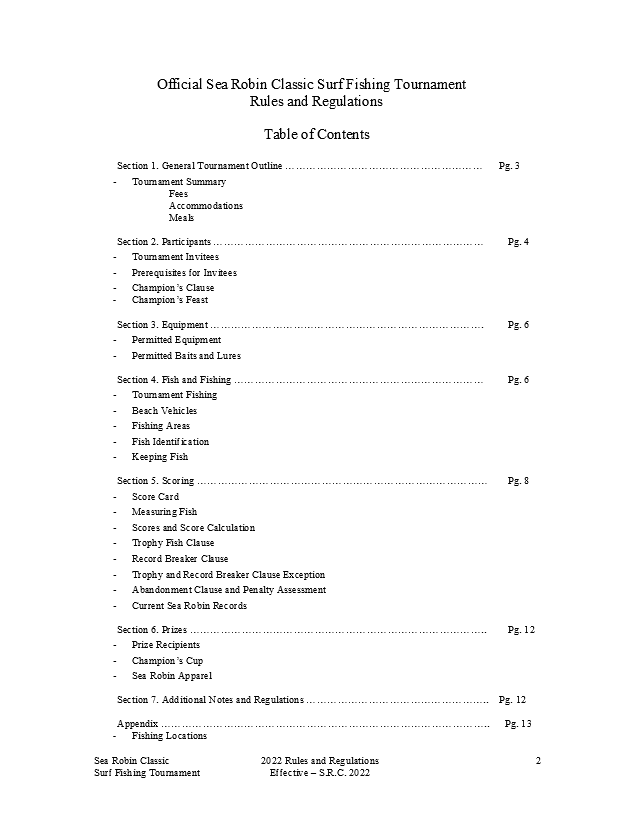 Official Sea Robin Classic Surf Fishing Tournament
Rules and Regulations
Table of Contents
Section 1. General Tournament Outline ………………………………………………… Pg. 3
- Tournament Summary
Fees
Accommodations
Meals
Section 2. Participants …………………………………………………………………… Pg. 4
- Tournament Invitees
- Prerequisites for Invitees
- Champion’s Clause
- Champion’s Feast
Section 3. Equipment ……………………………………………………………………. Pg. 6
- Permitted Equipment
- Permitted Baits and Lures
Section 4. Fish and Fishing ……………………………………………………………… Pg. 6
- Tournament Fishing
- Beach Vehicles
- Fishing Areas
- Fish Identification
- Keeping Fish
Section 5. Scoring ………………………………………………………………………… Pg. 8
- Score Card
- Measuring Fish
- Scores and Score Calculation
- Trophy Fish Clause
- Record Breaker Clause
- Trophy and Record Breaker Clause Exception
- Abandonment Clause and Penalty Assessment
- Current Sea Robin Records
Section 6. Prizes ………………………………………………………………………….. Pg. 12
- Prize Recipients
- Champion’s Cup
- Sea Robin Apparel
Section 7. Additional Notes and Regulations …………………………………………….. Pg. 12
Appendix ………………………………………………………………………………….. Pg. 13
- Fishing Locations
Sea Robin Classic 2022 Rules and Regulations 2
Surf Fishing Tournament Effective – S.R.C. 2022